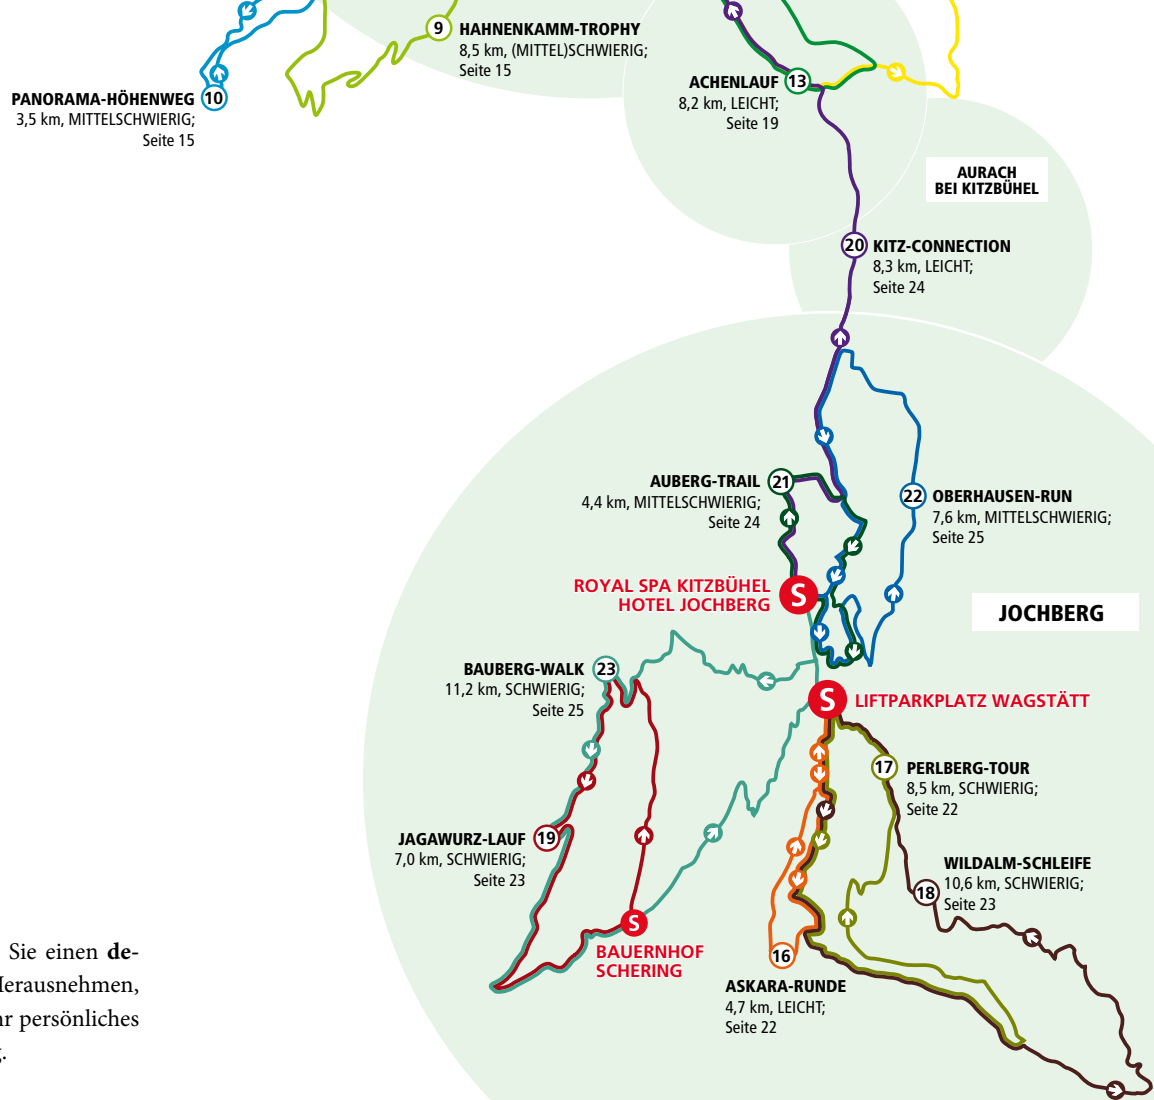 9
HAHNENKAMM-TROPHY
8,5 km, (MITTEL)SCHWIERIG;
Seite 15
PANORAMA-HÖHENWEG
10
3,5 km, MITTELSCHWIERIG;
Seite 15
ACHENLAUF
13
8,2 km, LEICHT;
Seite 19
AURACH
BEI KITZBÜHEL
20
KITZ-CONNECTION
8,3 km, LEICHT;
Seite 24
AUBERG-TRAIL
21
4,4 km, MITTELSCHWIERIG;
Seite 24
22
OBERHAUSEN-RUN
7,6 km, MITTELSCHWIERIG;
Seite 25
ROYAL SPA KITZBÜHEL
HOTEL JOCHBERG
S
JOCHBERG
BAUBERG-WALK
23
11,2 km, SCHWIERIG;
Seite 25
S
LIFTPARKPLATZ WAGSTÄTT
17
PERLBERG-TOUR
8,5 km, SCHWIERIG;
Seite 22
JAGAWURZ-LAUF
19
7,0 km, SCHWIERIG;
Seite 23
18
WILDALM-SCHLEIFE
10,6 km, SCHWIERIG;
Seite 23
S
BAUERNHOF
SCHERING
16
ASKARA-RUNDE
4,7 km, LEICHT;
Seite 22
Sie einen de-
Herausnehmen,
persönliches